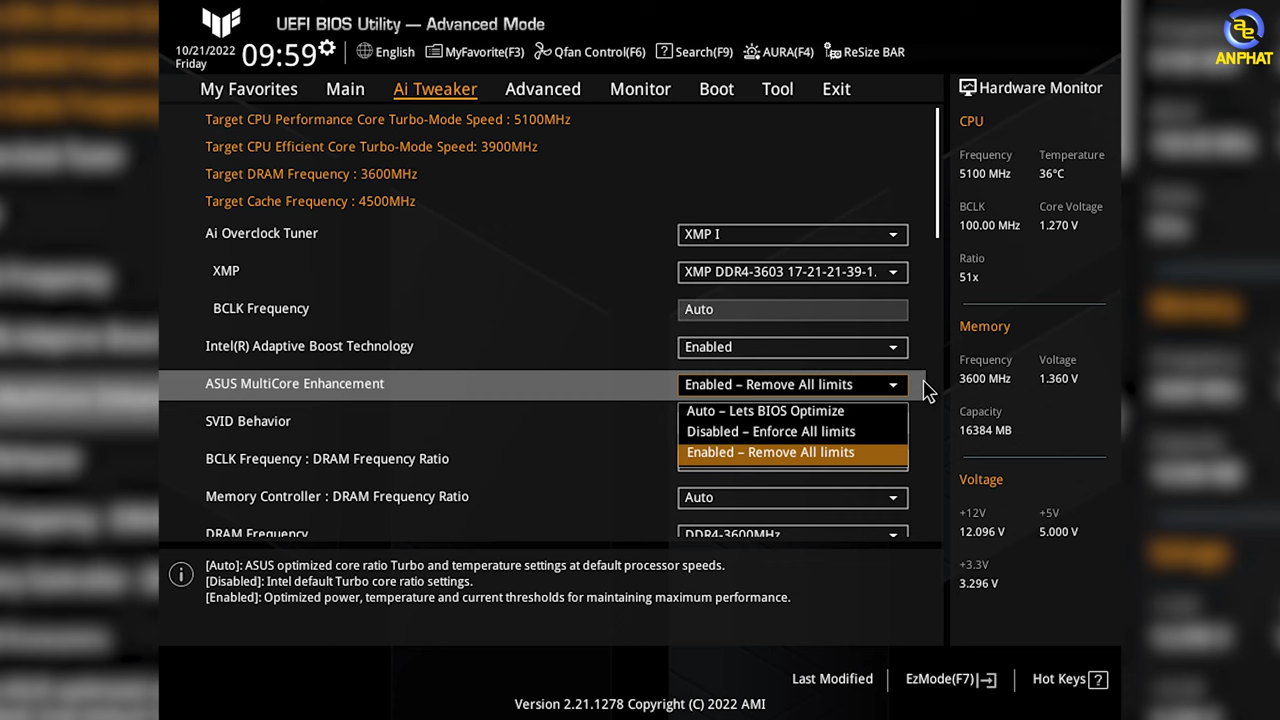 UEFI BIOS Utility — Advanced Mode
10/21/2022
Friday
09:59
English
MyFavorite(F3)
Qfan Control(F6)
? Search(F9)
AURA(F4)
ReSize BAR
ae
ANPHAT
My Favorites
Main
Ai Tweaker
Advanced
Monitor
Boot
Tool
Exit
Target CPU Performance Core Turbo-Mode Speed : 5100MHz
Target CPU Efficient Core Turbo-Mode Speed: 3900MHz
Target DRAM Frequency : 3600MHz
Target Cache Frequency : 4500MHz
Ai Overclock Tuner
XMP I
XMP
XMP DDR4-3603 17-21-21-39-1.
BCLK Frequency
Auto
Intel(R) Adaptive Boost Technology
Enabled
ASUS MultiCore Enhancement
Enabled – Remove All limits
Auto – Lets BIOS Optimize
Disabled – Enforce All limits
Enabled – Remove All limits
SVID Behavior
BCLK Frequency : DRAM Frequency Ratio
Memory Controller : DRAM Frequency Ratio
Auto
DRAM Frequency
DDR4-3600MHz
[Auto]: ASUS optimized core ratio Turbo and temperature settings at default processor speeds.
[Disabled]: Intel default Turbo core ratio settings.
[Enabled]: Optimized power, temperature and current thresholds for maintaining maximum performance.
Hardware Monitor
CPU
Frequency
Temperature
5100 MHz
36°C
BCLK
Core Voltage
100.00 MHz
1.270 V
Ratio
51x
Memory
Frequency
Voltage
3600 MHz
1.360 V
Capacity
16384 MB
Voltage
+12V
+5V
12.096 V
5.000 V
+3.3V
3.296 V
Last Modified
EzMode(F7)
Hot Keys ?
Version 2.21.1278 Copyright (C) 2022 AMI